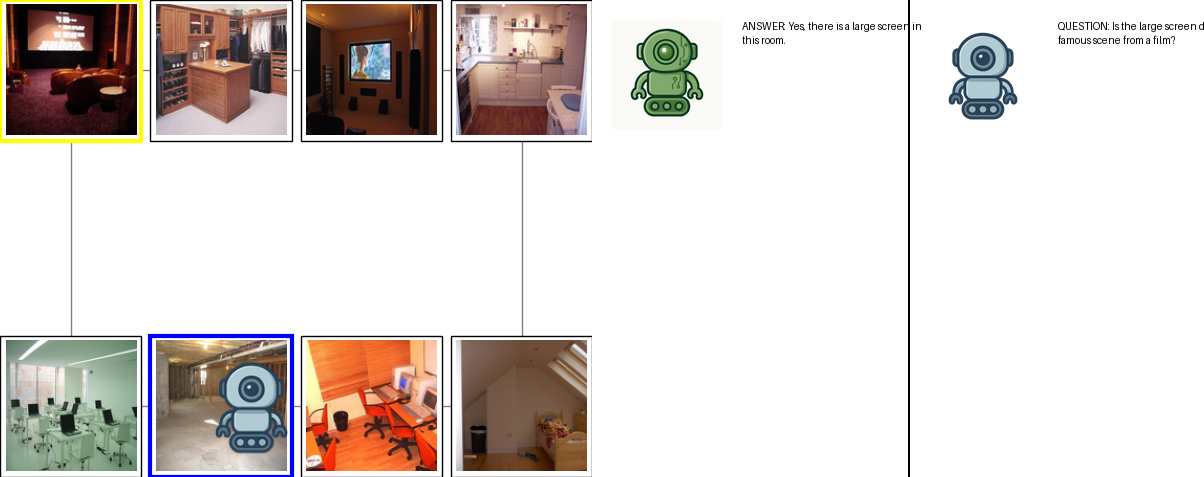 ANSWER: Yes, there is a large screen in
this room.
QUESTION: Is the large screen d
famous scene from a film?